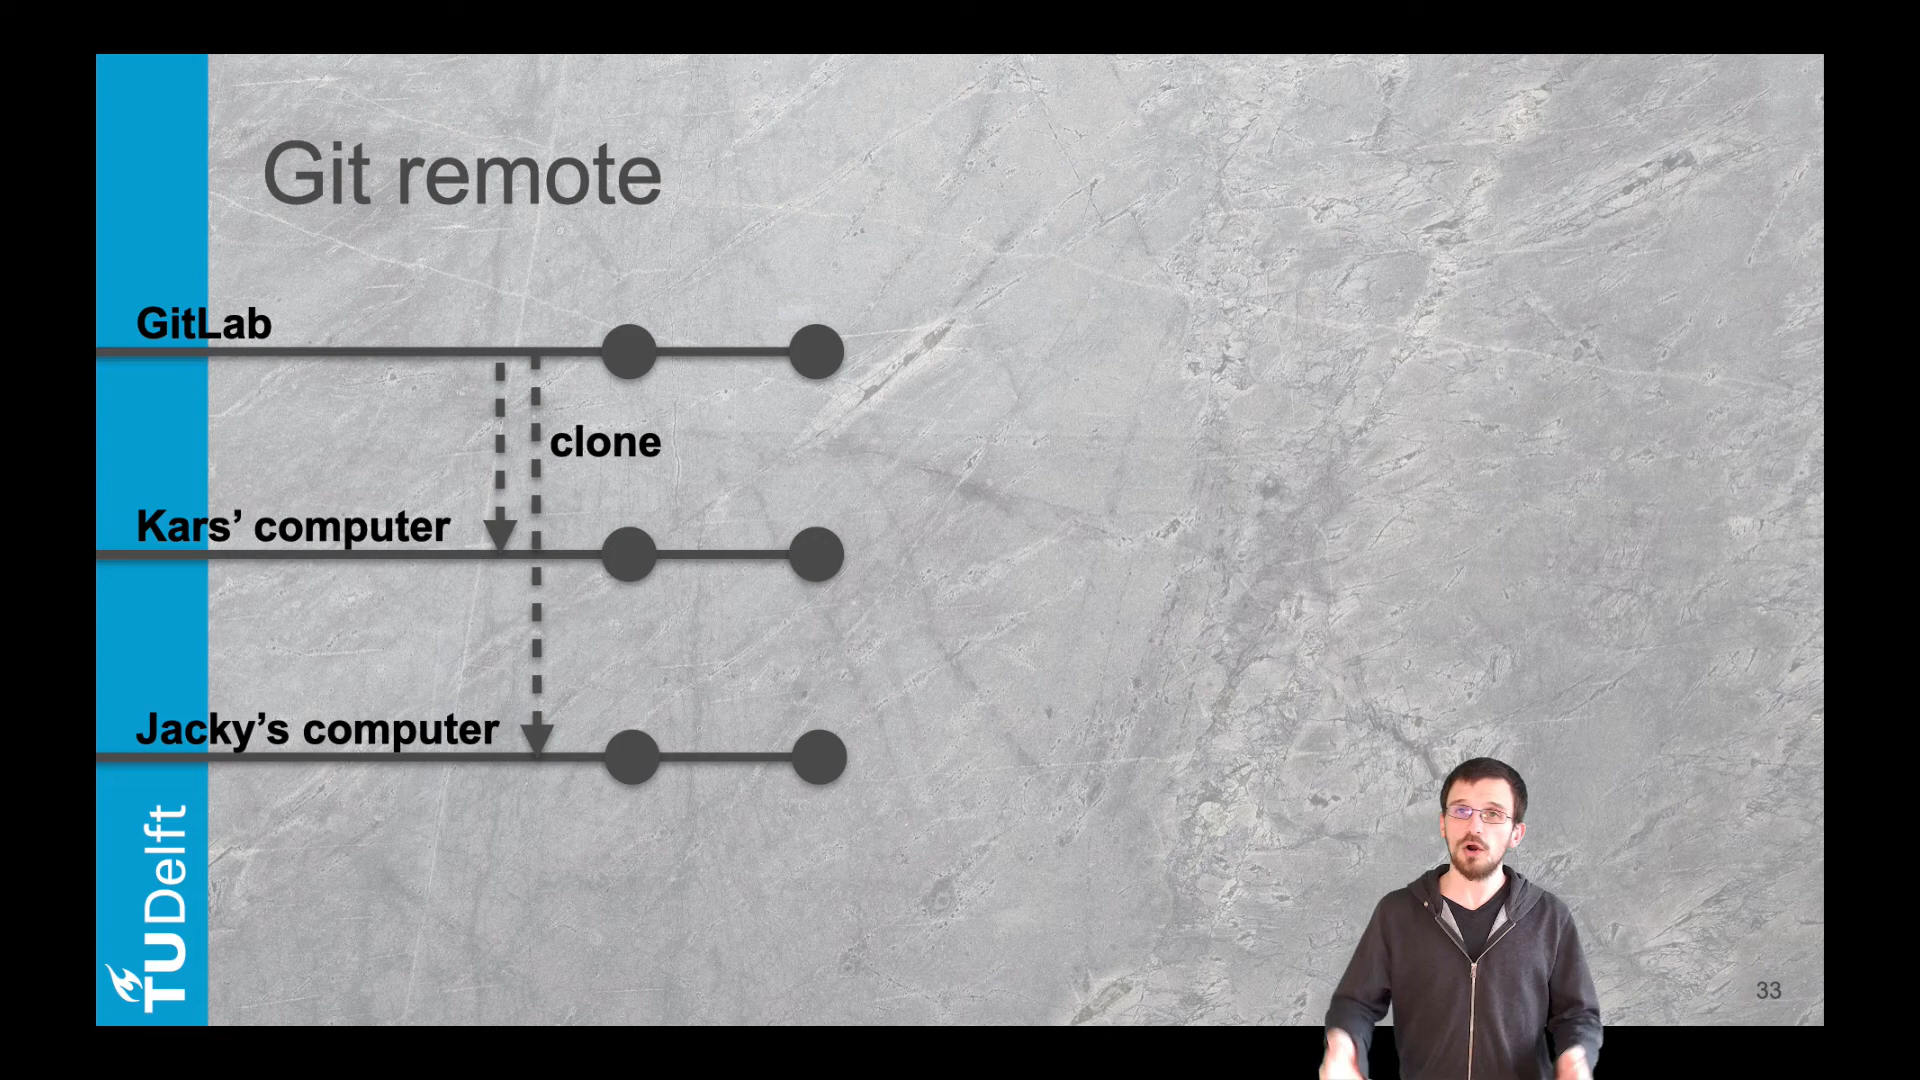 Git remote
GitLab
clone
Kars’ computer
Jacky’s computer
TUDelft
33